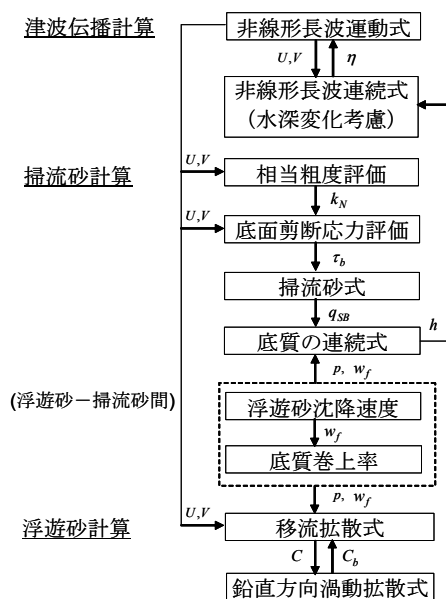 津波伝播計算
非線形長波運動式
U,V
η
非線形長波連続式
(水深変化考慮)
掃流砂計算
U,V
相当粗度評価
k_N
U,V
底面剪断応力評価
τ_b
掃流砂式
q_SB
底質の連続式
h
p, w_f
(浮遊砂－掃流砂間)
浮遊砂沈降速度
w_f
底質巻上率
p, w_f
浮遊砂計算
U,V
移流拡散式
C
C_b
鉛直方向渦動拡散式